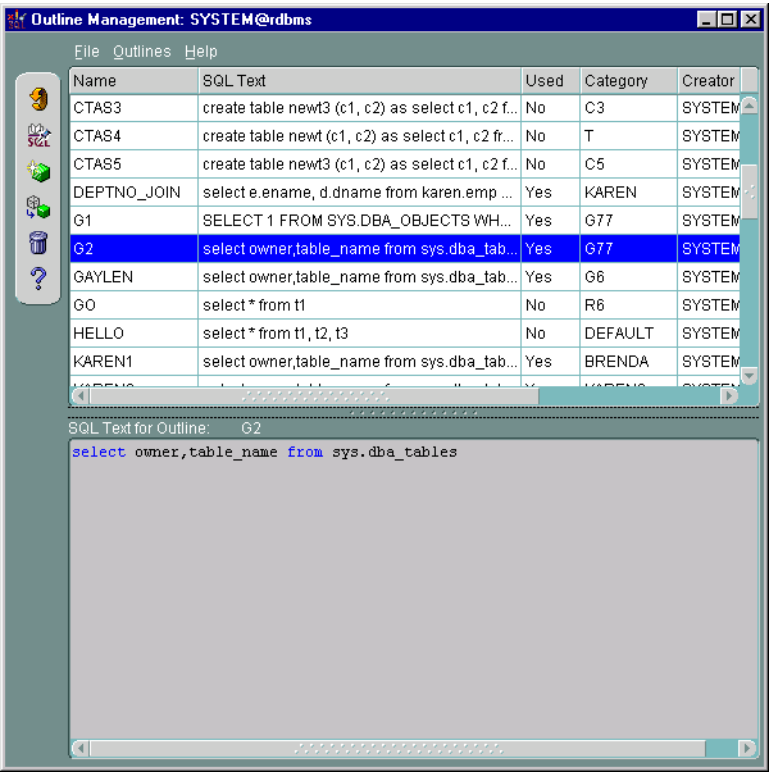 Outline Management: SYSTEM@rdbms
File Outlines Help
Name SQL Text Used Category Creator
CTAS3 create table newt3 (c1, c2) as select c1, c2 f... No C3 SYSTEM
CTAS4 create table newt (c1, c2) as select c1, c2 fr... No T SYSTEM
CTAS5 create table newt3 (c1, c2) as select c1, c2 f... No C5 SYSTEM
DEPTNO_JOIN select e.ename, d.dname from karen.emp ... Yes KAREN SYSTEM
G1 SELECT 1 FROM SYS.DBA_OBJECTS WH... Yes G77 SYSTEM
G2 select owner,table_name from sys.dba_tab... Yes G77 SYSTEM
GAYLEN select owner,table_name from sys.dba_tab... Yes G6 SYSTEM
GO select * from t1 No R6 SYSTEM
HELLO select * from t1, t2, t3 No DEFAULT SYSTEM
KAREN1 select owner,table_name from sys.dba_tab... Yes BRENDA SYSTEM
SQL Text for Outline: G2
select owner,table_name from sys.dba_tables